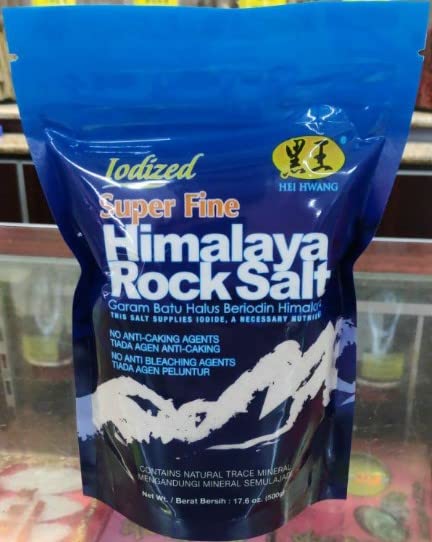 黑王
®
HEI HWANG
Iodized
Super Fine
Himalaya
Rock Salt
Garam Batu Halus Beriodin
THIS SALT SUPPLIES IODIDE, A NECESSARY
NO ANTI-CAKING AGENTS
TIADA AGEN ANTI-CAKING
NO ANTI BLEACHING AGENTS
TIADA AGEN PELUNTUR
CONTAINS NATURAL TRACE MINERAL
MENGANDUNGI MINERAL SEMULAJADI
Net Wt. / Berat Bersih : 17.6 oz. (500g)